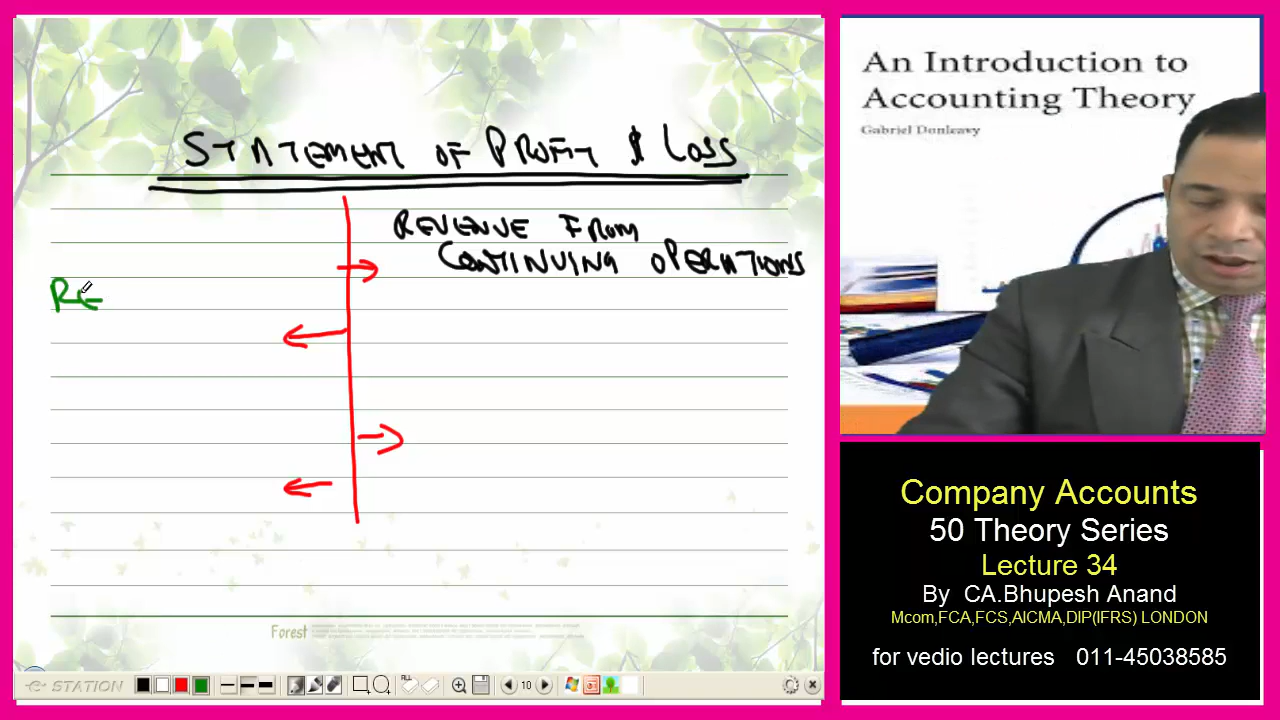 STATEMENT OF PROFIT & LOSS
REVENUE FROM
CONTINUING OPERATIONS
RE
Forest
e-STATION
ALL
10
An Introduction to
Accounting Theory
Gabriel Donleavy
Company Accounts
50 Theory Series
Lecture 34
By CA.Bhupesh Anand
Mcom,FCA,FCS,AICMA,DIP(IFRS) LONDON
for vedio lectures 011-45038585